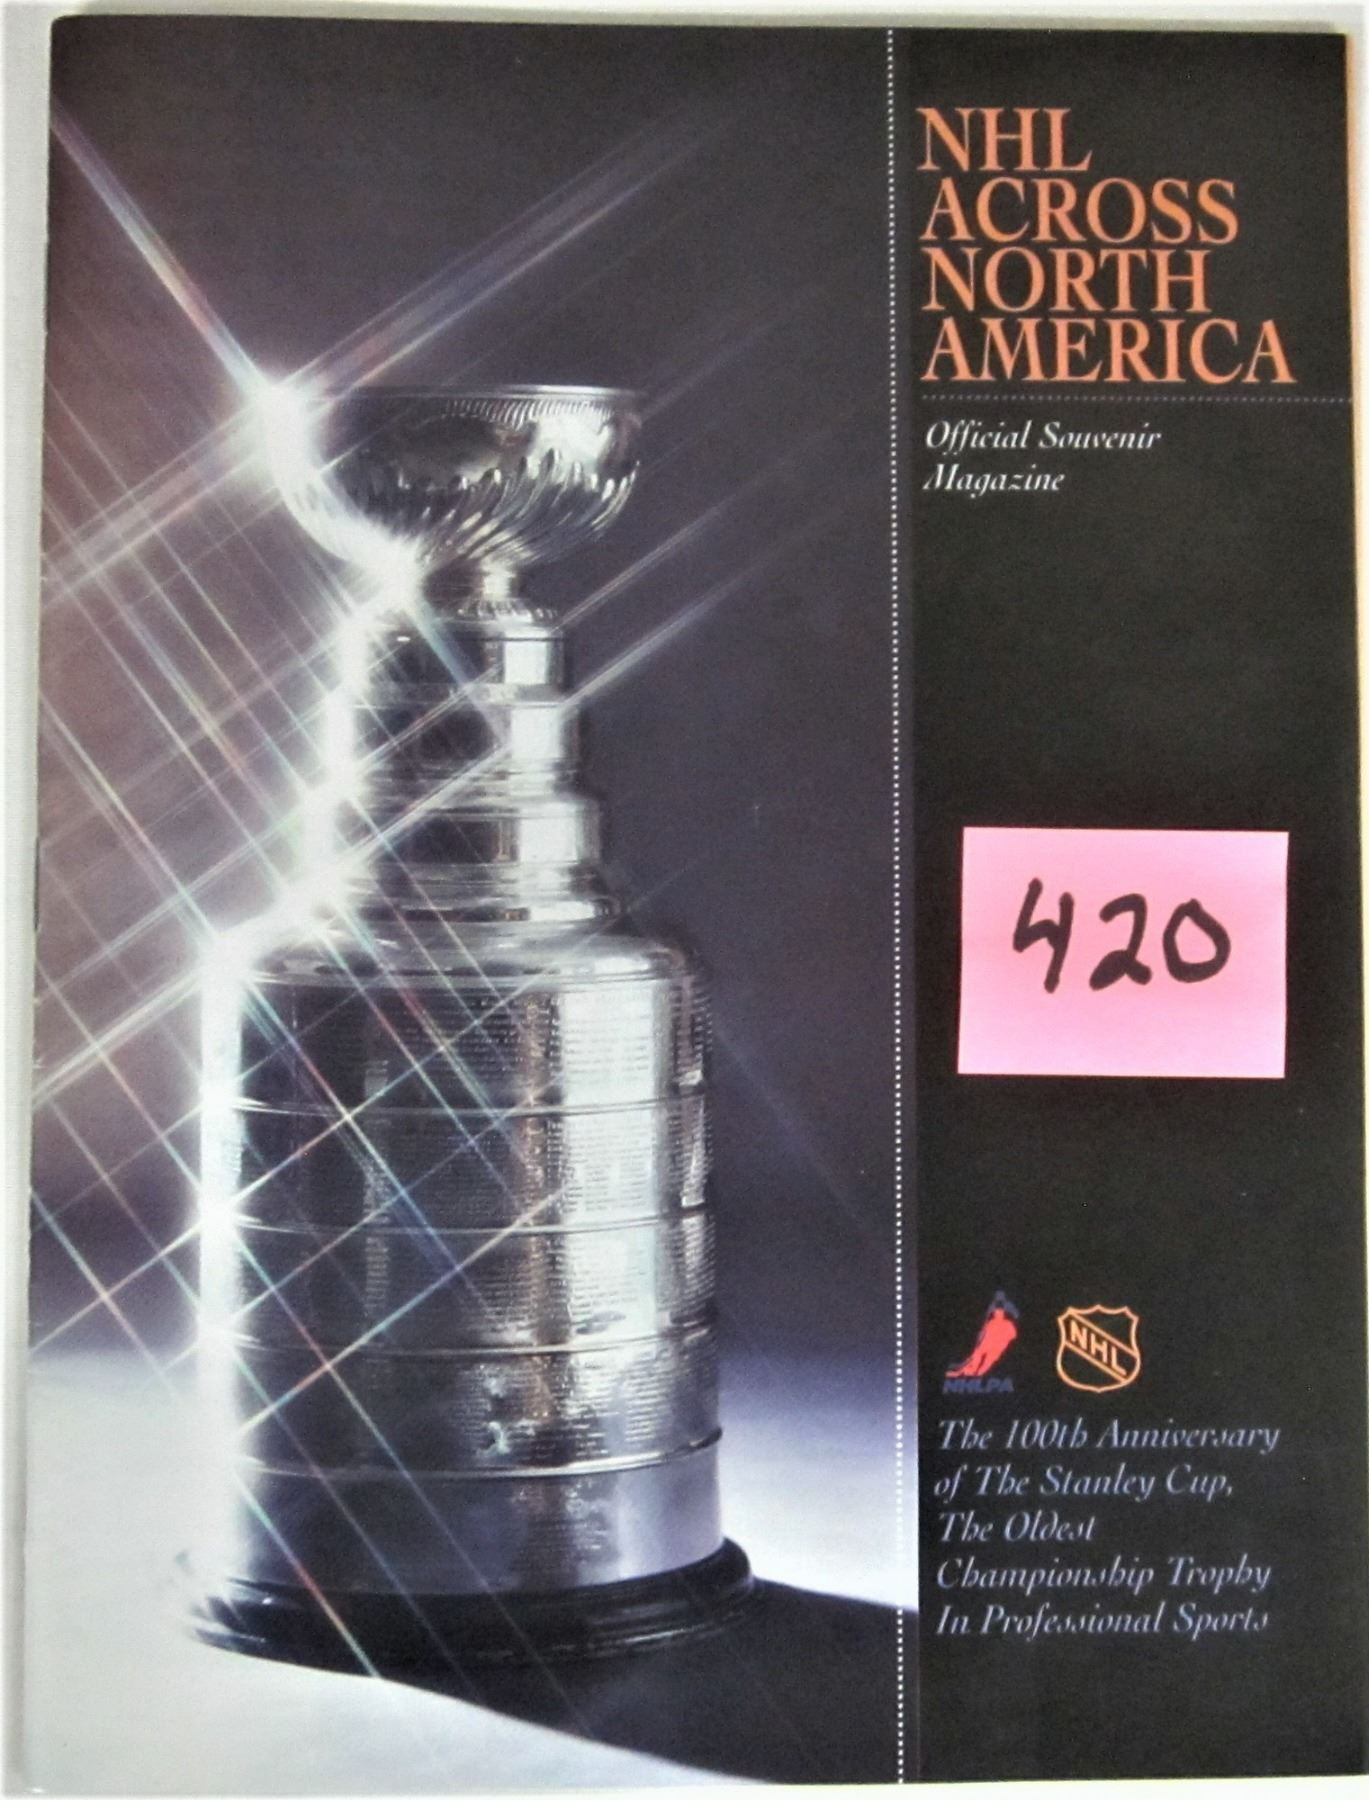 NHL
ACROSS
NORTH
AMERICA
Official Souvenir
Magazine
420
NHLPA
NHL
The 100th Anniversary
of The Stanley Cup,
The Oldest
Championship Trophy
In Professional Sports